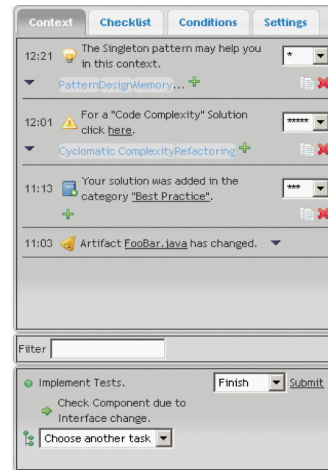 Context Checklist Conditions Settings
12:21 The Singleton pattern may help you *
in this context.
PatternDesignMemory...
12:01 For a "Code Complexity" Solution *****
click here.
Cyclomatic ComplexityRefactoring
11:13 Your solution was added in the ***
category "Best Practice".
11:03 Artifact FooBar.java has changed.
Filter
Implement Tests. Finish Submit
Check Component due to
Interface change.
Choose another task